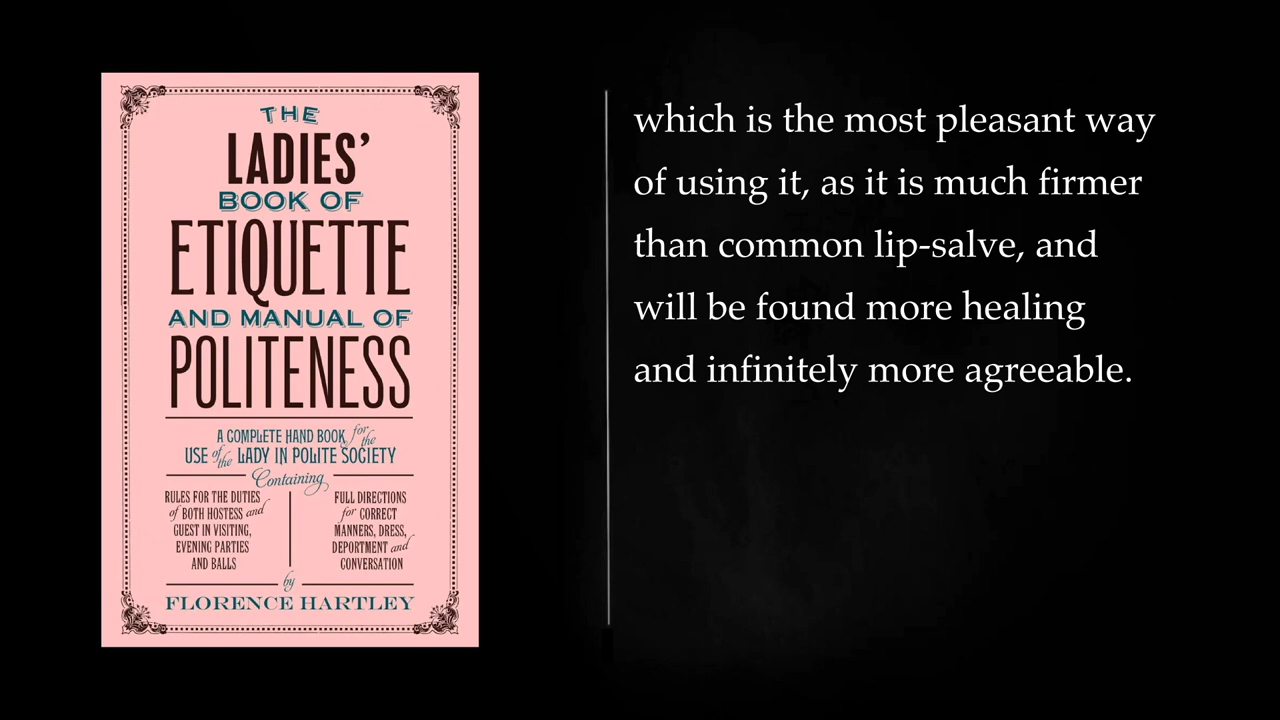 THE
LADIES'
BOOK OF
ETIQUETTE
AND MANUAL OF
POLITENESS
A COMPLETE HAND BOOK for the
USE of the LADY IN POLITE SOCIETY
Containing
RULES FOR THE DUTIES
of BOTH HOSTESS and
GUEST IN VISITING,
EVENING PARTIES
AND BALLS
FULL DIRECTIONS
for CORRECT
MANNERS, DRESS,
DEPORTMENT and
CONVERSATION
by
FLORENCE HARTLEY
which is the most pleasant way
of using it, as it is much firmer
than common lip-salve, and
will be found more healing
and infinitely more agreeable.